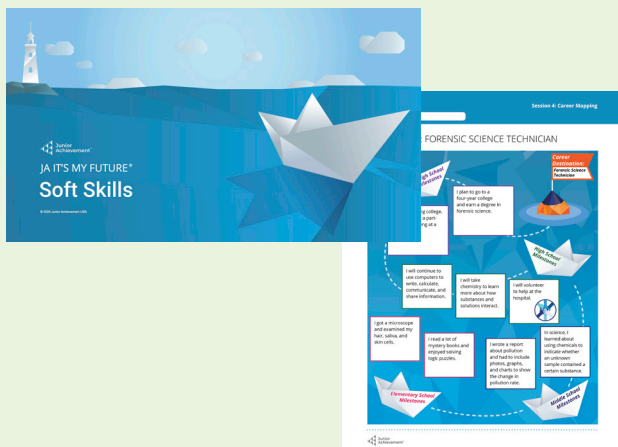 Junior
Achievement
JA IT'S MY FUTURE®
Soft Skills
© 2020 Junior Achievement USA
Session 4: Career Mapping
: FORENSIC SCIENCE TECHNICIAN
Career
Destination:
Forensic Science
Technician
School
Milestones
I plan to go to a
four-year college
and earn a degree in
forensic science.
college,
a part-
at a
High School
Milestones
I will continue to
use computers to
write, calculate,
communicate, and
share information.
I will take
chemistry to learn
more about how
substances and
solutions interact.
I will volunteer
to help at the
hospital.
I got a microscope
and examined my
hair, saliva, and
skin cells.
I read a lot of
mystery books and
enjoyed solving
logic puzzles.
I wrote a report
about pollution
and had to include
photos, graphs,
and charts to show
the change in
pollution rate.
In science, I
learned about
using chemicals to
indicate whether
an unknown
sample contained a
certain substance.
Elementary School
Milestones
Middle School
Milestones
Junior
Achievement